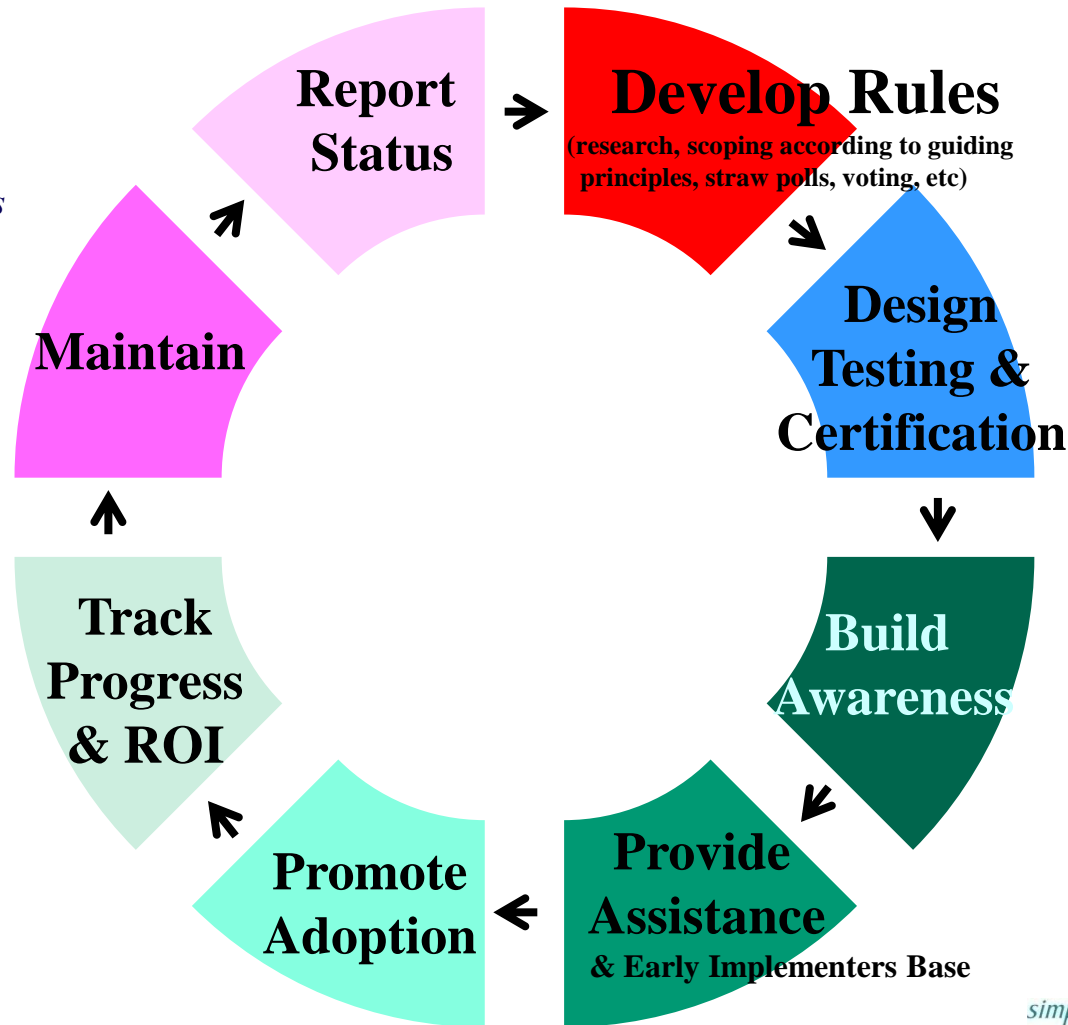 Report
Status
Develop Rules
(research, scoping according to guiding
principles, straw polls, voting, etc)
Design
Testing &
Certification
Build
Awareness
Provide
Assistance
& Early Implementers Base
Promote
Adoption
Track
Progress
& ROI
Maintain